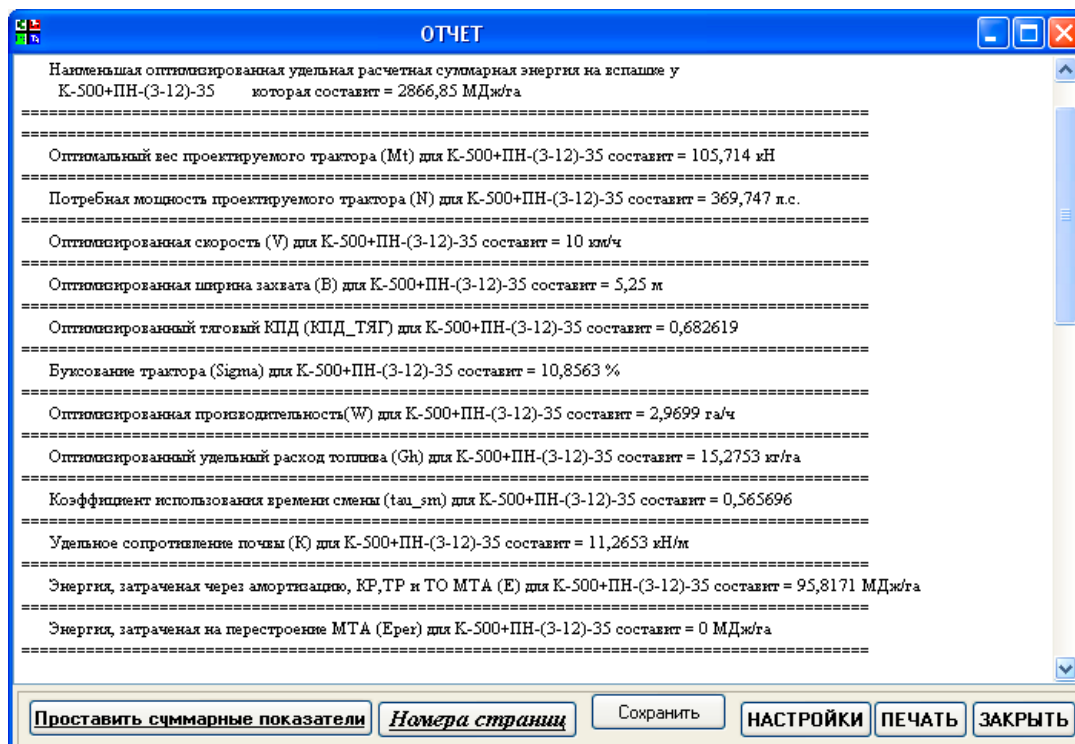 ОТЧЕТ
Наименьшая оптимизированная удельная расчетная суммарная энергия на вспашке у
К-500+ПН-(3-12)-35 которая составит = 2866,85 МДж/га
====================================================================
====================================================================
Оптимальный вес проектируемого трактора (Mt) для К-500+ПН-(3-12)-35 составит = 105,714 кН
====================================================================
Потребная мощность проектируемого трактора (N) для К-500+ПН-(3-12)-35 составит = 369,747 л.с.
====================================================================
Оптимизированная скорость (V) для К-500+ПН-(3-12)-35 составит = 10 км/ч
====================================================================
Оптимизированная ширина захвата (B) для К-500+ПН-(3-12)-35 составит = 5,25 м
====================================================================
Оптимизированный тяговый КПД (КПД_ТЯГ) для К-500+ПН-(3-12)-35 составит = 0,682619
====================================================================
Буксование трактора (Sigma) для К-500+ПН-(3-12)-35 составит = 10,8563 %
====================================================================
Оптимизированная производительность(W) для К-500+ПН-(3-12)-35 составит = 2,9699 га/ч
====================================================================
Оптимизированный удельный расход топлива (Gh) для К-500+ПН-(3-12)-35 составит = 15,2753 кг/га
====================================================================
Коэффициент использования времени смены (tau_sm) для К-500+ПН-(3-12)-35 составит = 0,565696
====================================================================
Удельное сопротивление почвы (К) для К-500+ПН-(3-12)-35 составит = 11,2653 кН/м
====================================================================
Энергия, затраченая через амортизацию, КР,ТР и ТО МТА (E) для К-500+ПН-(3-12)-35 составит = 95,8171 МДж/га
====================================================================
Энергия, затраченая на перестроение МТА (Eper) для К-500+ПН-(3-12)-35 составит = 0 МДж/га
====================================================================
Проставить суммарные показатели Номера страниц Сохранить НАСТРОЙКИ ПЕЧАТЬ ЗАКРЫТЬ